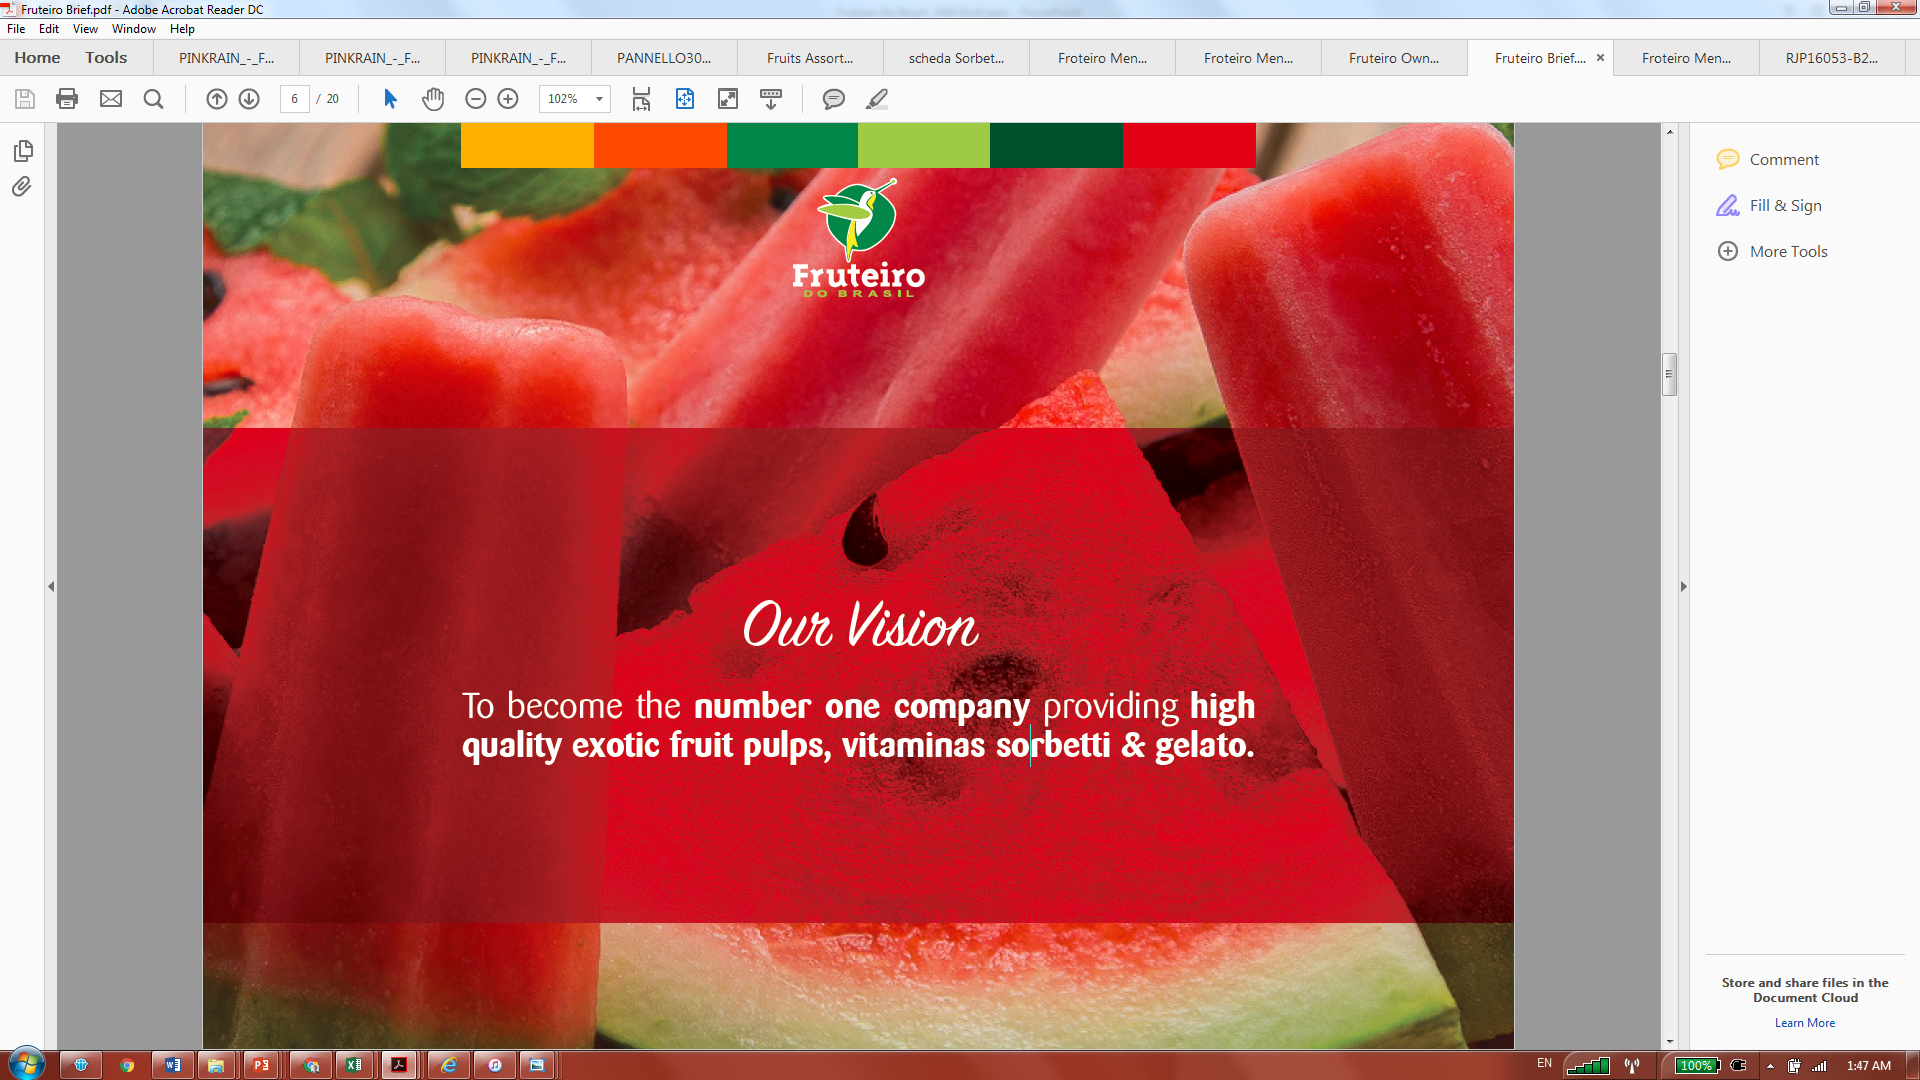 Fruteiro Brief.pdf - Adobe Acrobat Reader DC
File Edit View Window Help
Home Tools PINKRAIN_-_F... PINKRAIN_-_F... PINKRAIN_-_F... PANNELLO30... Fruits Assort... scheda Sorbet... Froteiro Men... Froteiro Men... Fruteiro Own... Fruteiro Brief.... Froteiro Men... RJP16053-B2...
6 / 20 102%
Comment
Fill & Sign
More Tools
Fruteiro
DO BRASIL
Our Vision
To become the number one company providing high
quality exotic fruit pulps, vitaminas sorbetti & gelato.
Store and share files in the
Document Cloud
Learn More
EN 100% 1:47 AM